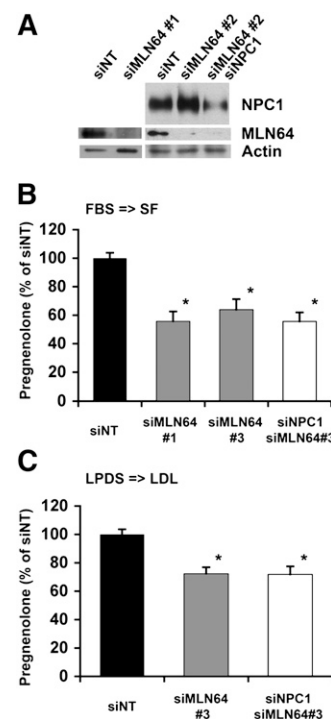 A
siNT
siMLN64 #1
siNT
siMLN64 #2
siMLN64 #2
siNPC1
NPC1
MLN64
Actin
B
FBS => SF
Pregnenolone (% of siNT)
120
100
80
60
40
20
0
*
*
*
siNT
siMLN64
#1
siMLN64
#3
siNPC1
siMLN64#3
C
LPDS => LDL
Pregnenolone (% of siNT)
120
100
80
60
40
20
0
*
*
siNT
siMLN64
#3
siNPC1
siMLN64#3